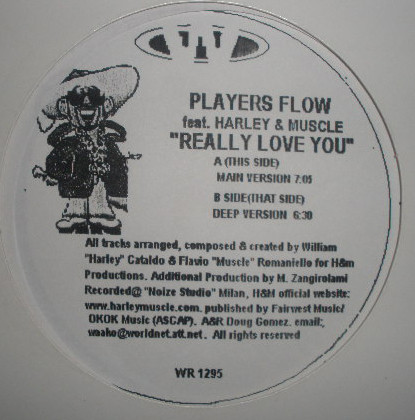 PLAYERS FLOW
feat. HARLEY & MUSCLE
"REALLY LOVE YOU"
A (THIS SIDE)
MAIN VERSION 7:05
B SIDE(THAT SIDE)
DEEP VERSION 6:30
All tracks arranged, composed & created by William
"Harley" Cataldo & Flavio "Muscle" Romaniello for H&m
Productions. Additional Production by M. Zangirolami
Recorded@ "Noize Studio" Milan, H&M official website:
www.harleymuscle.com, published by Fairwest Music/
OKOK Music (ASCAP). A&R Doug Gomez. email:,
waaho@worldnet.att.net. All rights reserved
WR 1295